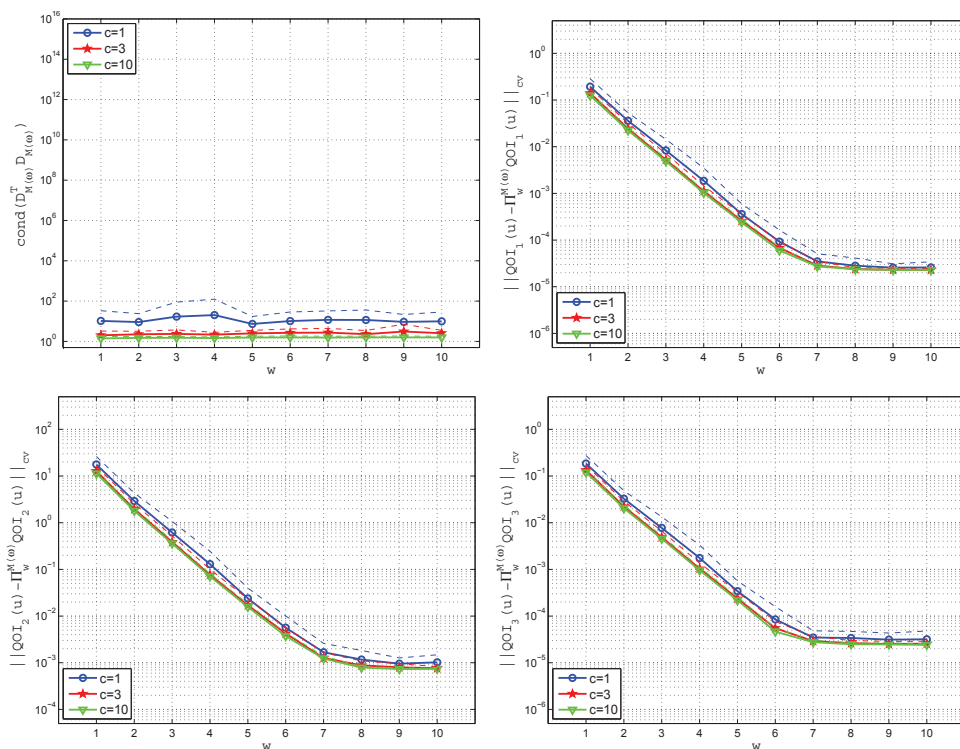 cond(D^T_{M(ω)} D_{M(ω)})
10^16
10^14
10^12
10^10
10^8
10^6
10^4
10^2
10^0
c=1
c=3
c=10
1 2 3 4 5 6 7 8 9 10
w
||QOI_1(u)-Π_w^{M(ω)}QOI_1(u)||_{cv}
10^0
10^-1
10^-2
10^-3
10^-4
10^-5
10^-6
c=1
c=3
c=10
1 2 3 4 5 6 7 8 9 10
w
||QOI_2(u)-Π_w^{M(ω)}QOI_2(u)||_{cv}
10^2
10^1
10^0
10^-1
10^-2
10^-3
10^-4
c=1
c=3
c=10
1 2 3 4 5 6 7 8 9 10
w
||QOI_3(u)-Π_w^{M(ω)}QOI_3(u)||_{cv}
10^0
10^-1
10^-2
10^-3
10^-4
10^-5
10^-6
c=1
c=3
c=10
1 2 3 4 5 6 7 8 9 10
w